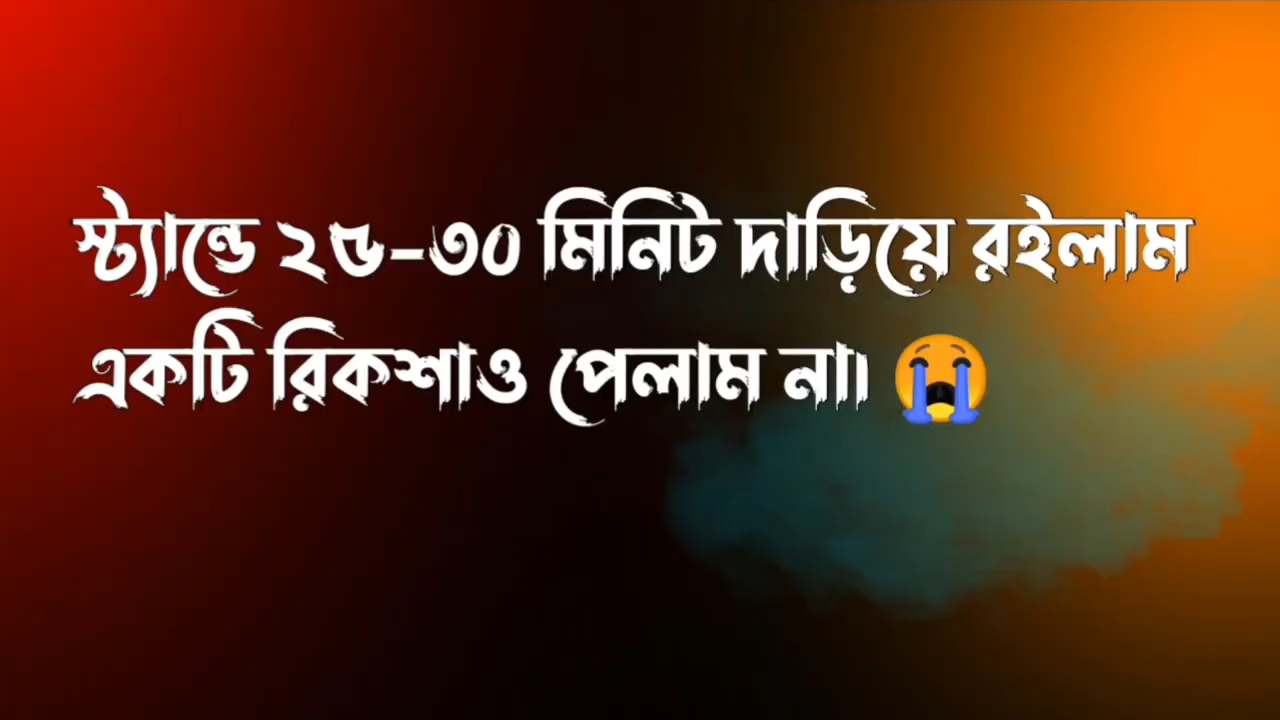 স্ট্যান্ডে ২৫-৩০ মিনিট দাড়িয়ে রইলাম
একটি রিকশাও পেলাম না। 😭